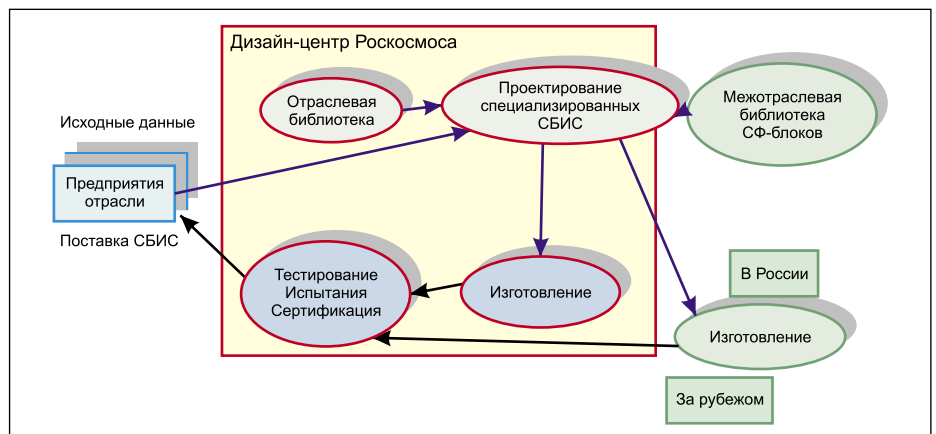 Дизайн-центр Роскосмоса
Отраслевая
библиотека
Проектирование
специализированных
СБИС
Межотраслевая
библиотека
СФ-блоков
Исходные данные
Предприятия
отрасли
Поставка СБИС
Тестирование
Испытания
Сертификация
Изготовление
В России
Изготовление
За рубежом